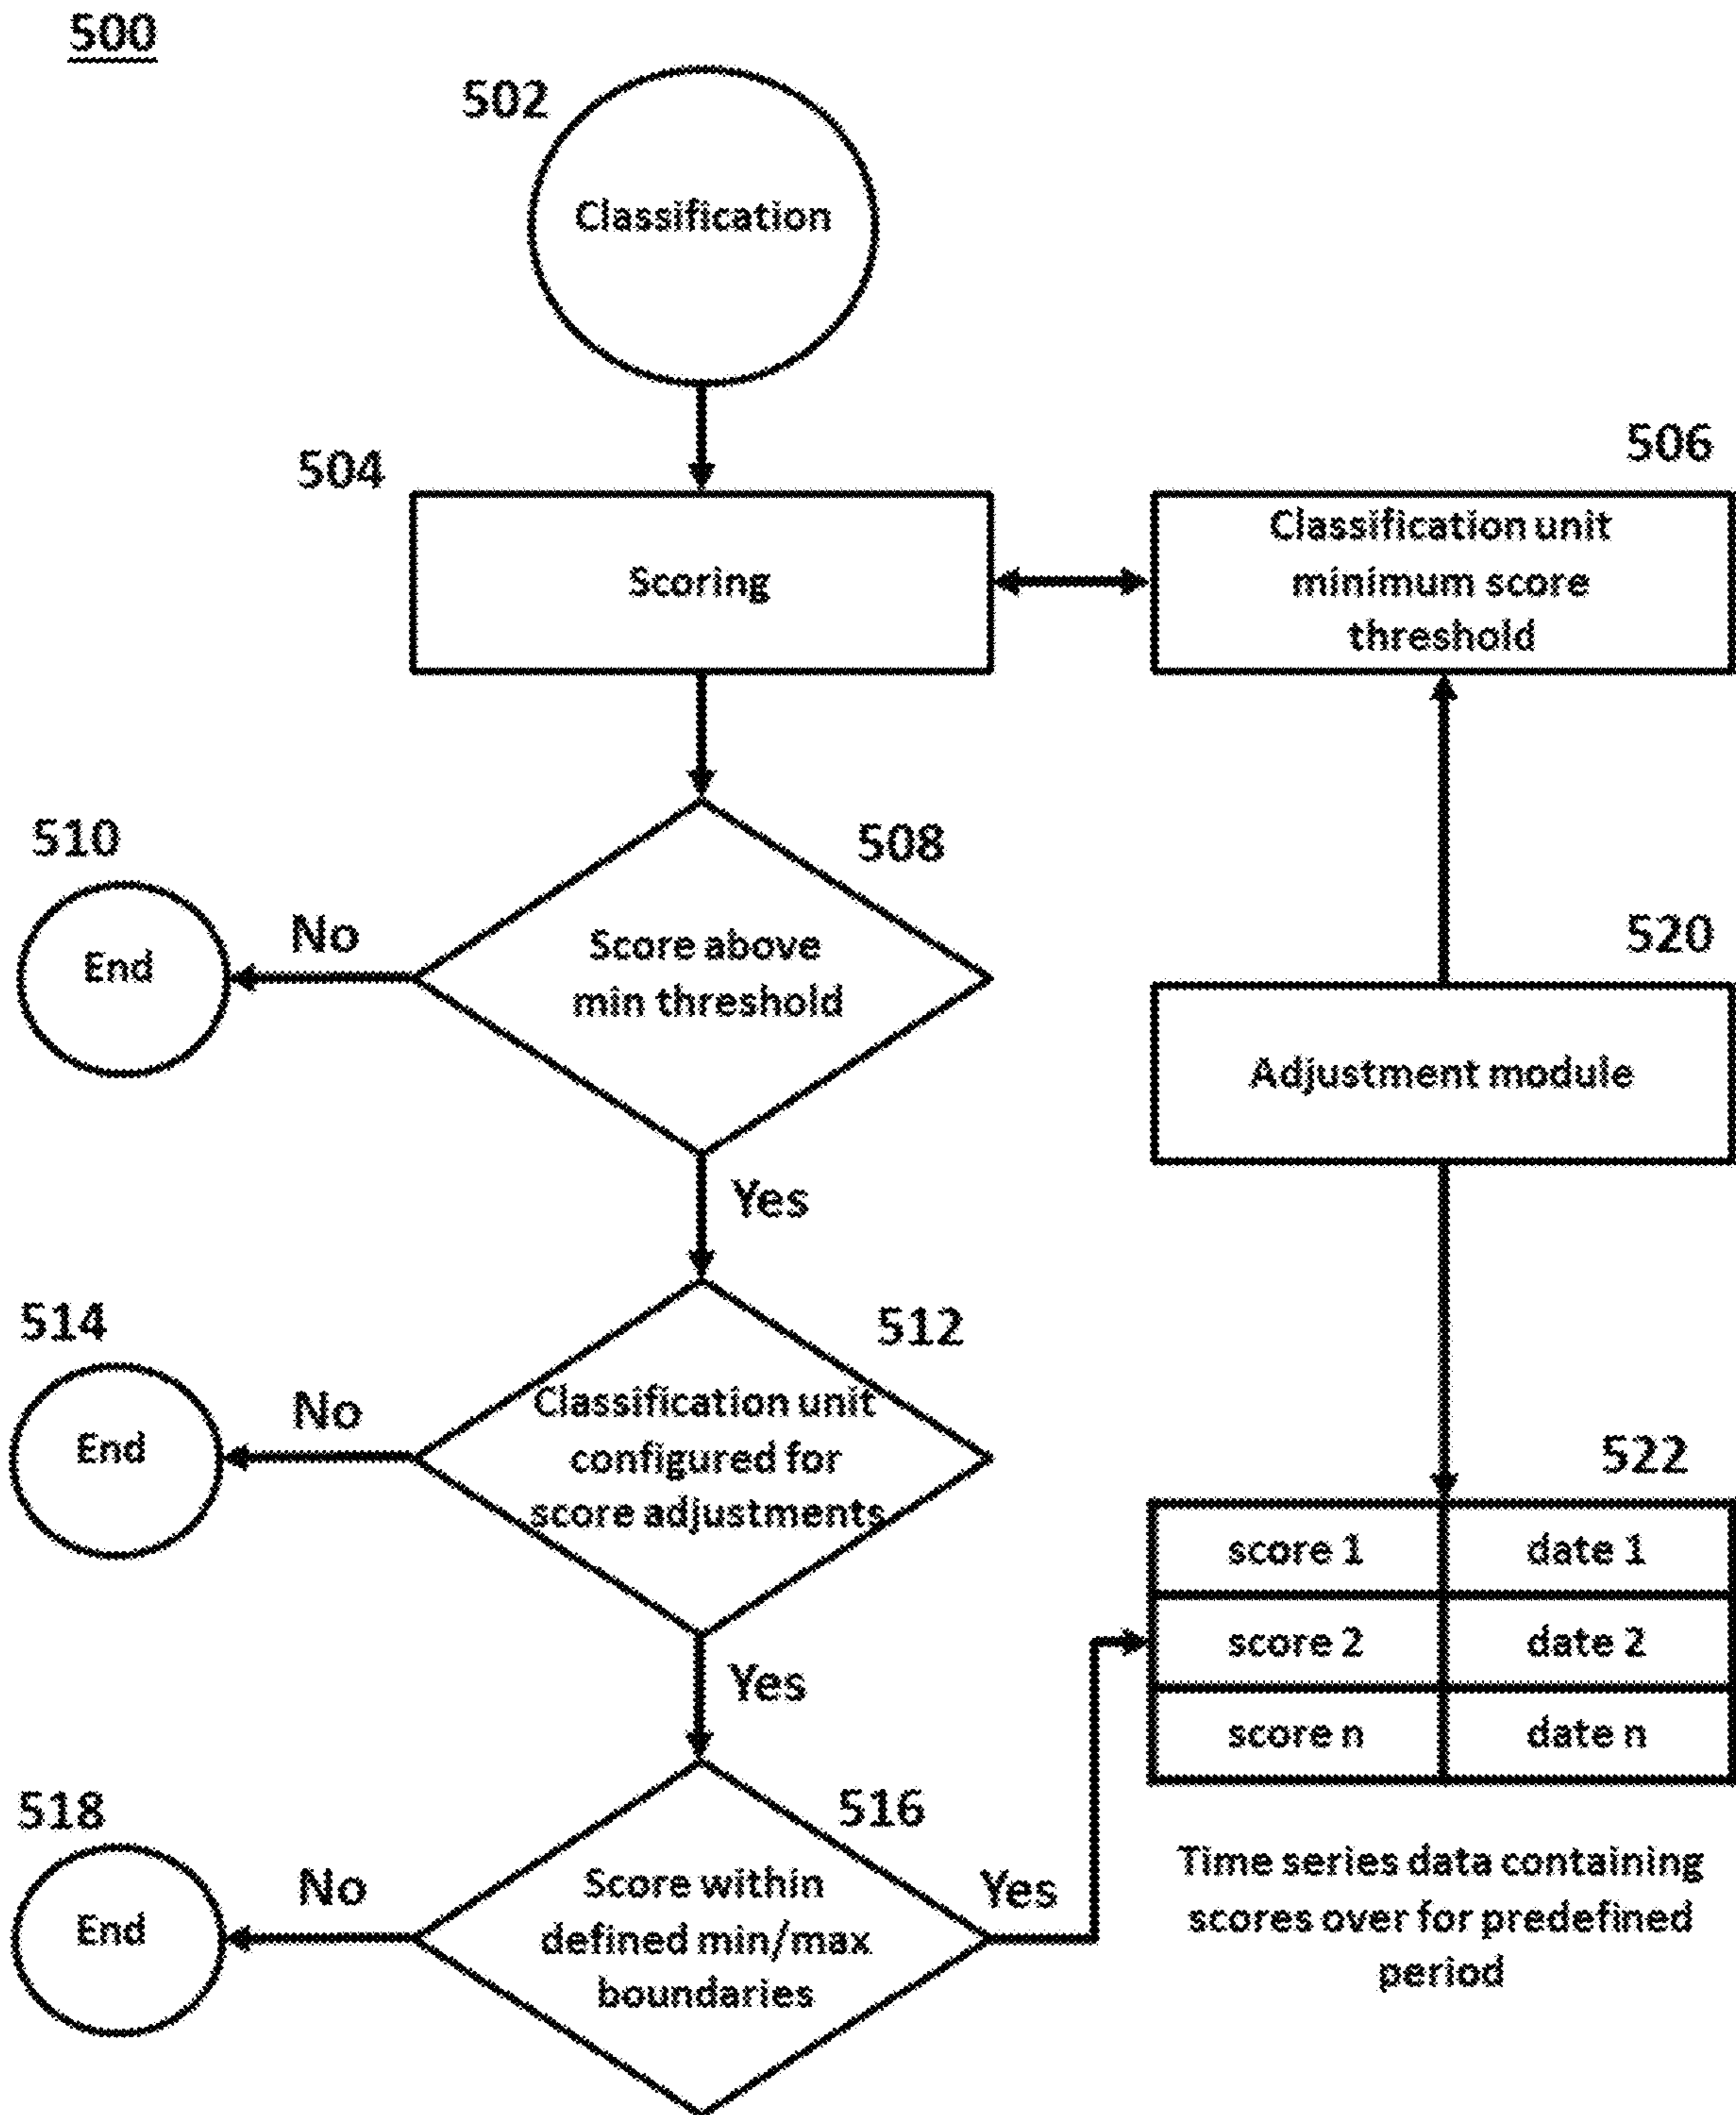 500
502
Classification
504
Scoring
506
Classification unit
minimum score
threshold
508
Score above
min threshold
No
510
End
Yes
520
Adjustment module
512
Classification unit
configured for
score adjustments
No
514
End
Yes
522
score 1 date 1
score 2 date 2
score n date n
Time series data containing
scores over for predefined
period
516
Score within
defined min/max
boundaries
Yes
No
518
End